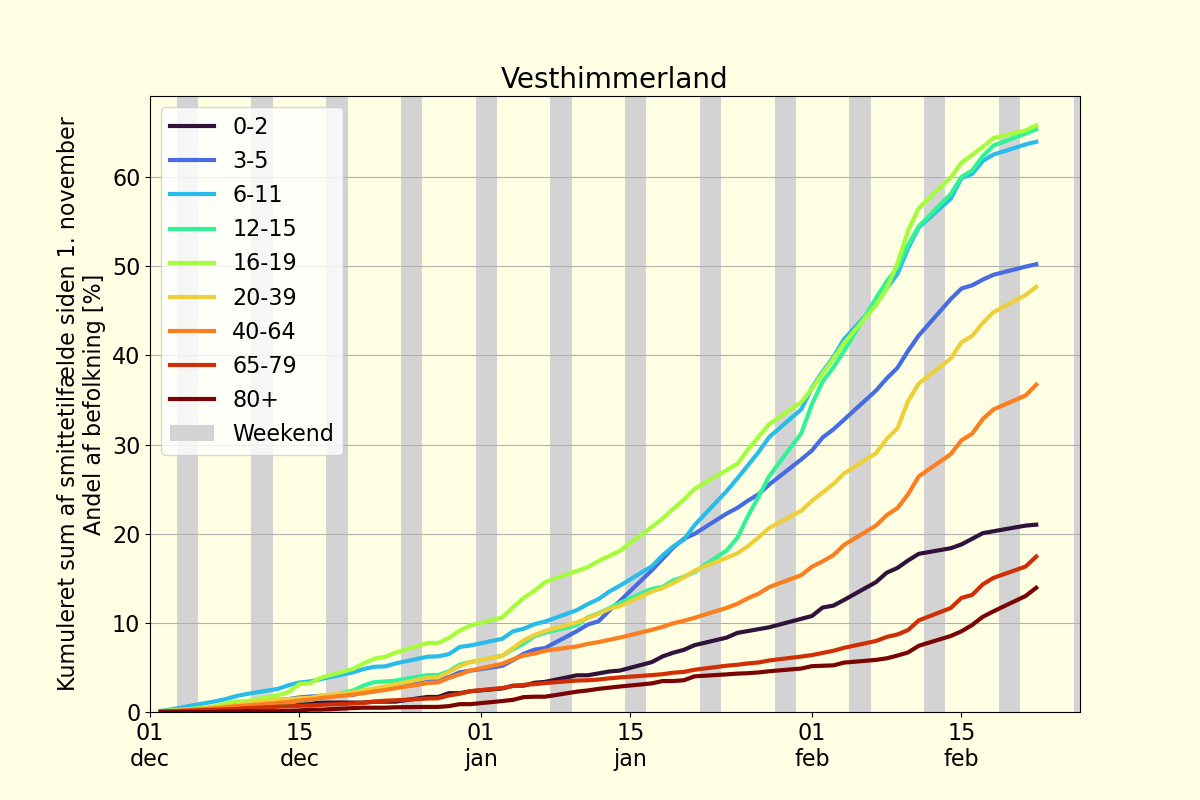 Vesthimmerland
Kumuleret sum af smittetilfælde siden 1. november
Andel af befolkning [%]
60
50
40
30
20
10
0
0-2
3-5
6-11
12-15
16-19
20-39
40-64
65-79
80+
Weekend
01 15 01 15 01 15
dec dec jan jan feb feb